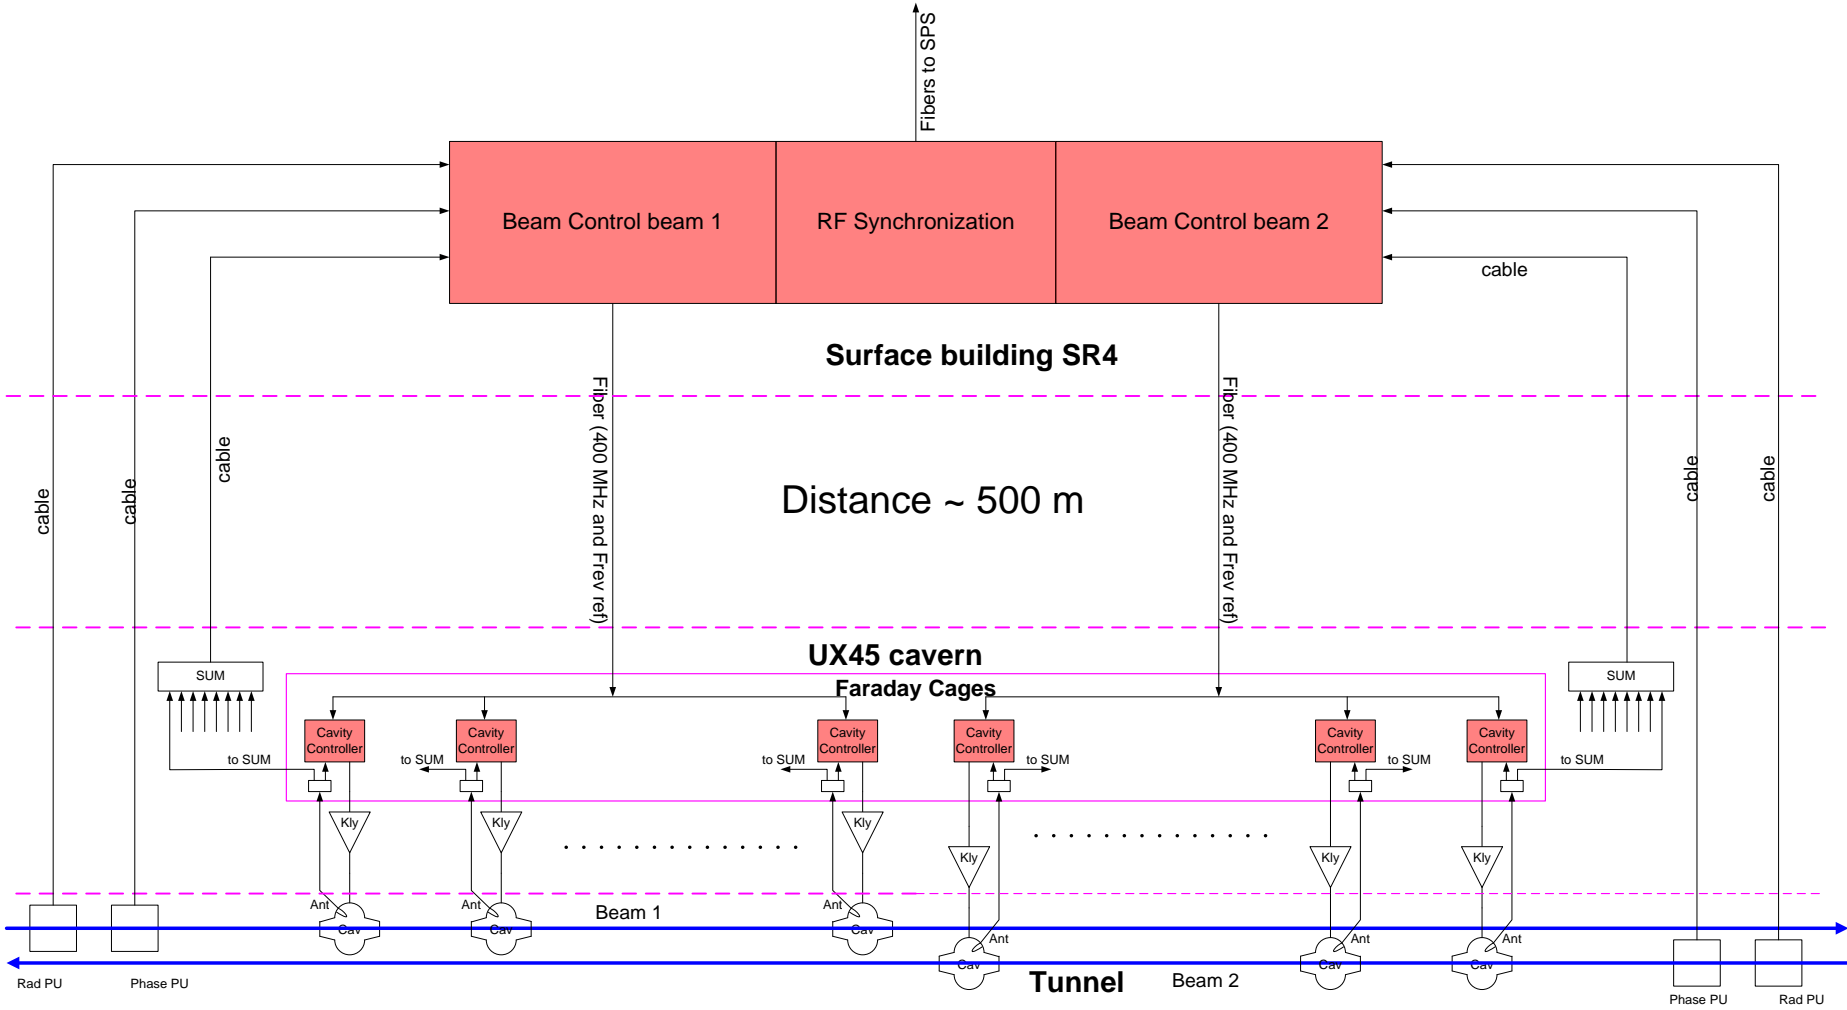 Fibers to SPS
Beam Control beam 1
RF Synchronization
Beam Control beam 2
cable
Surface building SR4
Fiber (400 MHz and Frev ref)
Fiber (400 MHz and Frev ref)
cable
cable
cable
cable
cable
Distance ~ 500 m
UX45 cavern
SUM
SUM
Faraday Cages
Cavity
Controller
Cavity
Controller
Cavity
Controller
Cavity
Controller
Cavity
Controller
Cavity
Controller
to SUM
to SUM
to SUM
to SUM
to SUM
to SUM
Kly
Kly
Kly
Kly
Kly
Kly
. . . . . . . . . . . . . .
. . . . . . . . . . . . . .
Ant
Ant
Beam 1
Ant
Cav
Cav
Cav
Ant
Ant
Ant
Cav
Cav
Cav
Rad PU
Phase PU
Tunnel
Beam 2
Phase PU
Rad PU